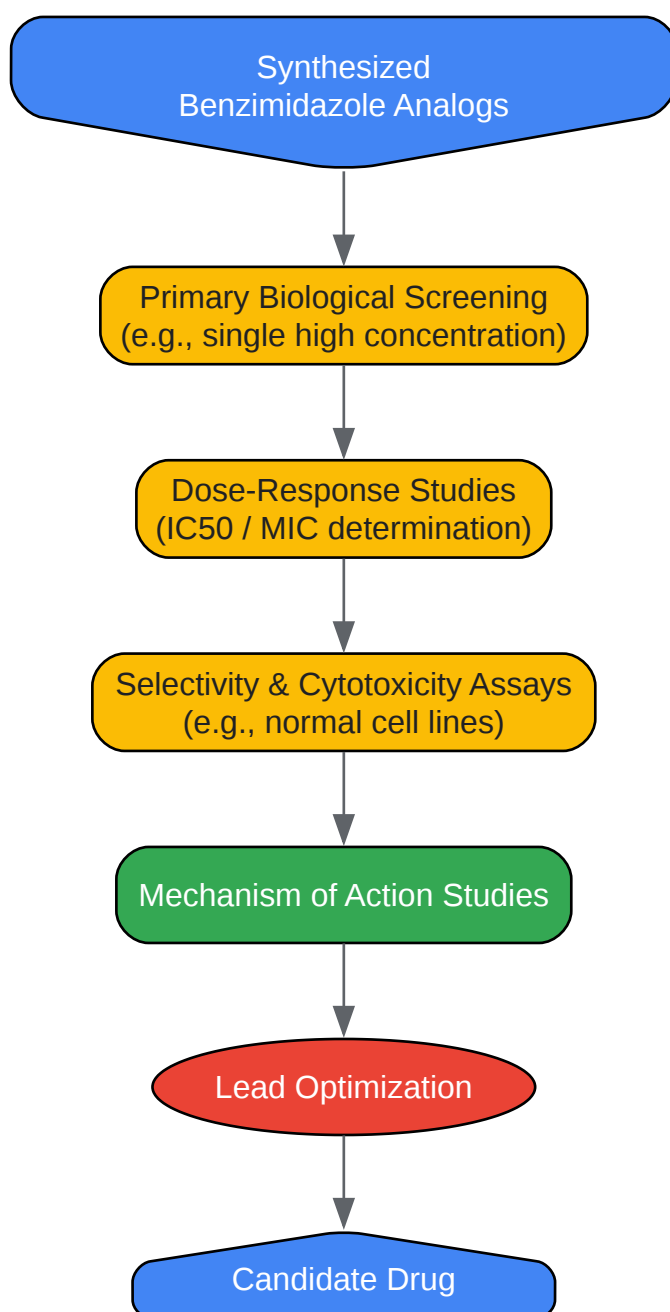 Synthesized
Benzimidazole Analogs
Primary Biological Screening
(e.g., single high concentration)
Dose-Response Studies
(IC50 / MIC determination)
Selectivity & Cytotoxicity Assays
(e.g., normal cell lines)
Mechanism of Action Studies
Lead Optimization
Candidate Drug